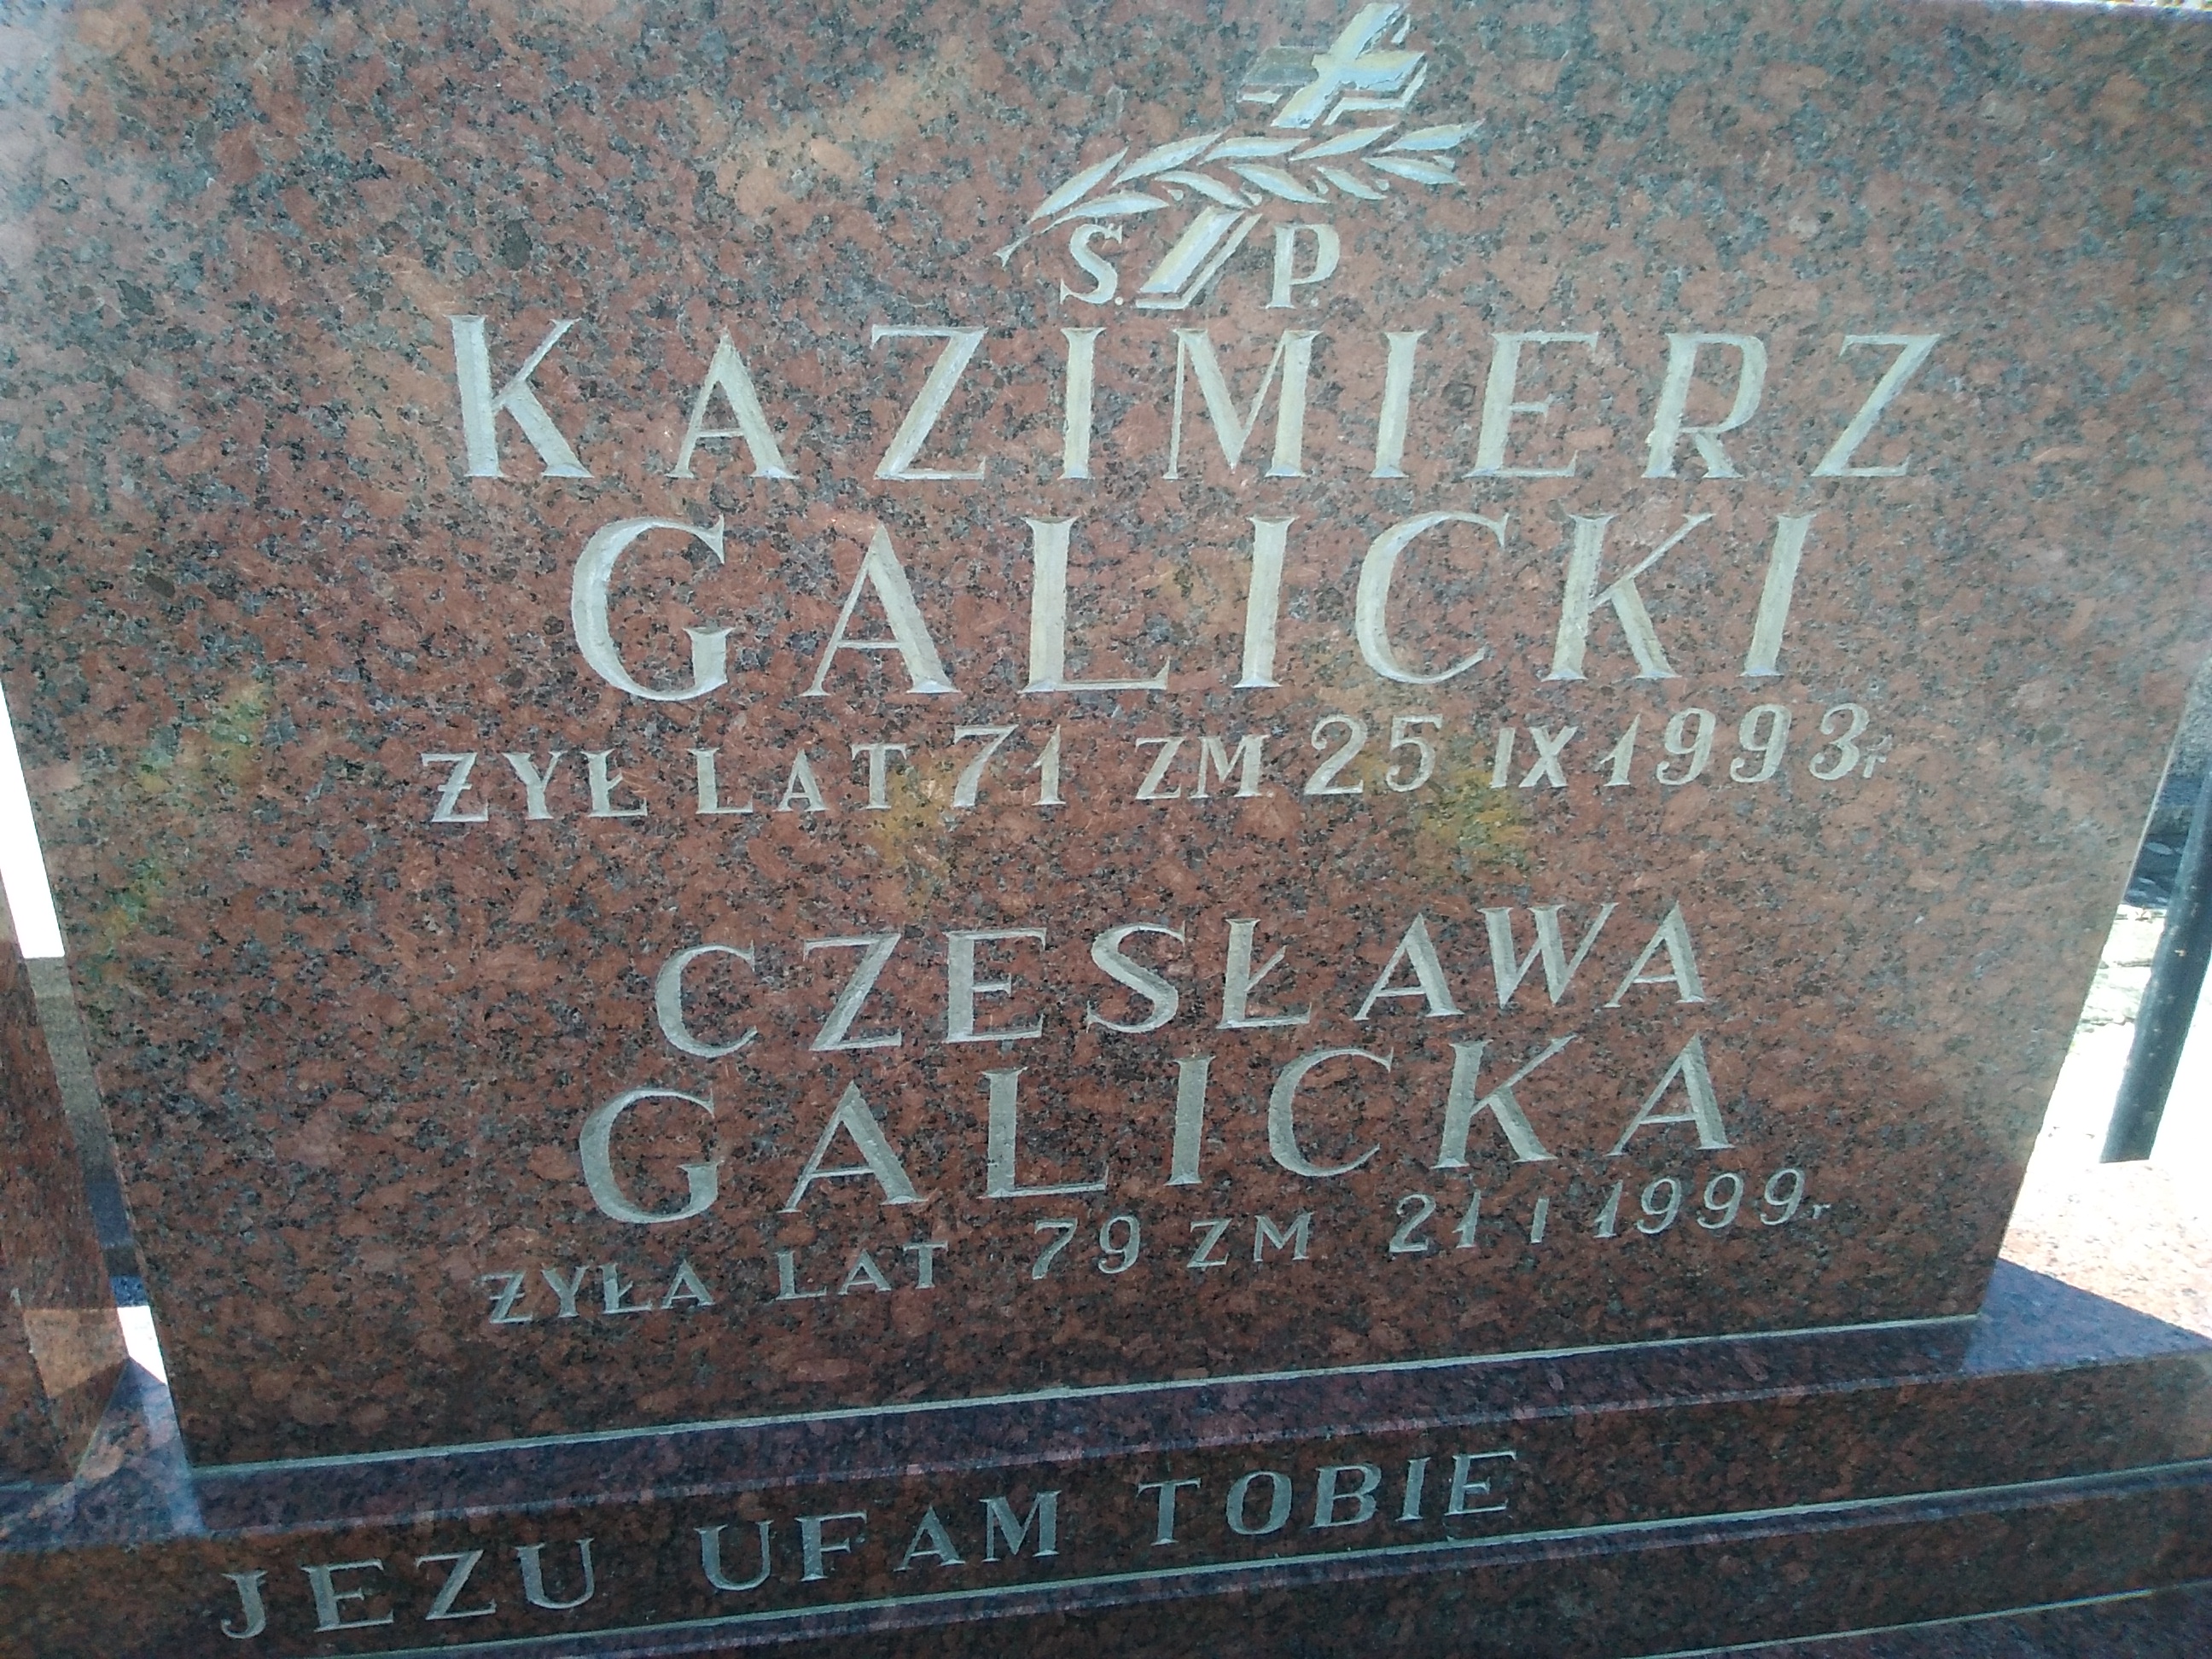 S. P.
KAZIMIERZ
GALICKI
ŻYŁ LAT 71 ZM. 25 IX 1993r
CZESŁAWA
GALICKA
ŻYŁA LAT 79 ZM 21 I 1999r
JEZU UFAM TOBIE